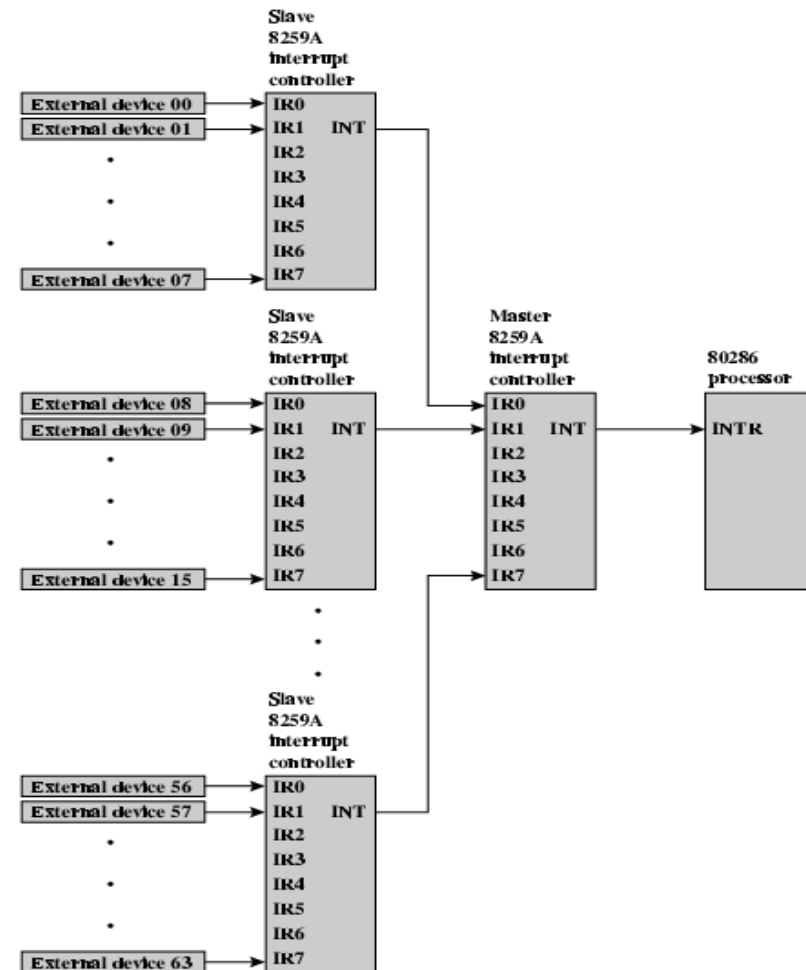 Slave
8259A
interrupt
controller
External device 00
IR0
External device 01
IR1 INT
IR2
IR3
IR4
IR5
IR6
External device 07
IR7
Slave
8259A
interrupt
controller
External device 08
IR0
External device 09
IR1 INT
IR2
IR3
IR4
IR5
IR6
External device 15
IR7
Master
8259A
interrupt
controller
IR0
IR1 INT
IR2
IR3
IR4
IR5
IR6
IR7
80286
processor
INTR
Slave
8259A
interrupt
controller
External device 56
IR0
External device 57
IR1 INT
IR2
IR3
IR4
IR5
IR6
External device 63
IR7